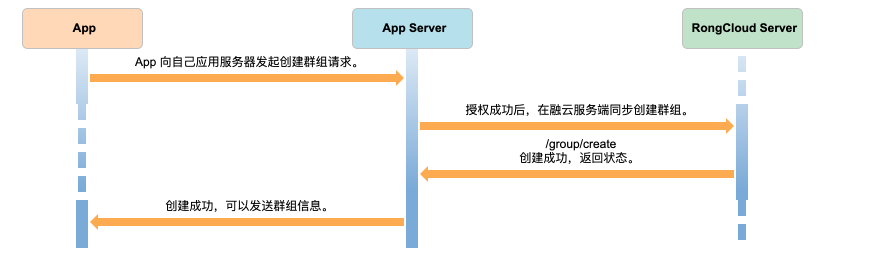 App
App Server
RongCloud Server
App 向自己应用服务器发起创建群组请求。
授权成功后，在融云服务端同步创建群组。
/group/create
创建成功，返回状态。
创建成功，可以发送群组信息。